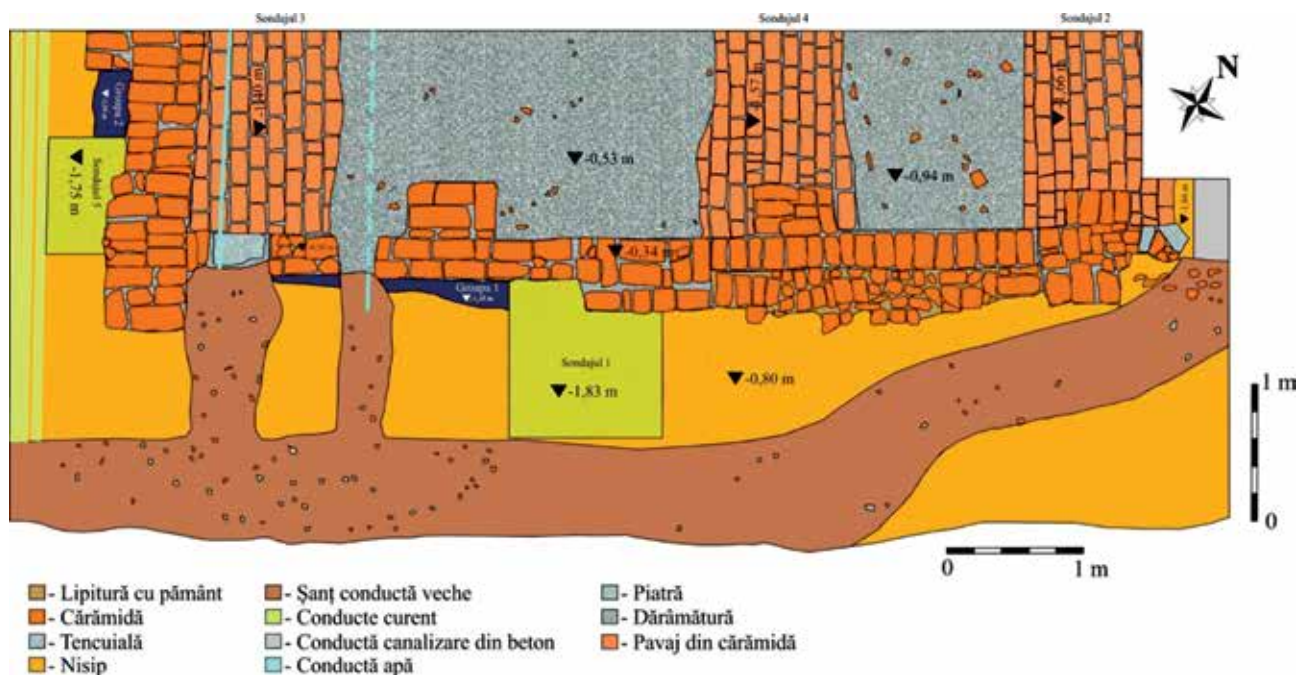 Sondajul 3
Sondajul 4
Sondajul 2
N
Groapa 2
Sondajul 5
-1,75 m
-0,53 m
-0,94 m
-0,34 m
Groapa 1
Sondajul 1
-1,83 m
-0,80 m
1 m
0
0 1 m
- Lipitură cu pământ
- Cărămidă
- Tencuială
- Nisip
- Șanț conductă veche
- Conducte curent
- Conductă canalizare din beton
- Conductă apă
- Piatră
- Dărâmătură
- Pavaj din cărămidă